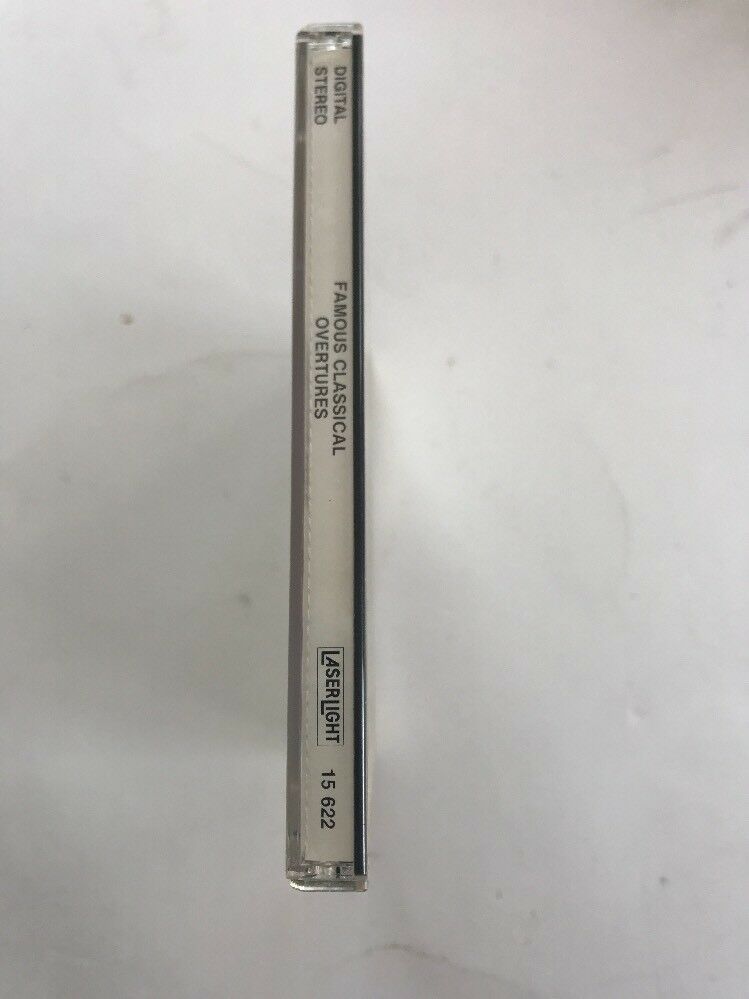 DIGITAL
STEREO
FAMOUS CLASSICAL
OVERTURES
LASERLIGHT
15 622